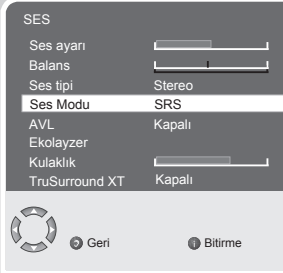 SES
Ses ayarı
Balans
Ses tipi Stereo
Ses Modu SRS
AVL Kapalı
Ekolayzer
Kulaklık
TruSurround XT Kapalı
Geri Bitirme